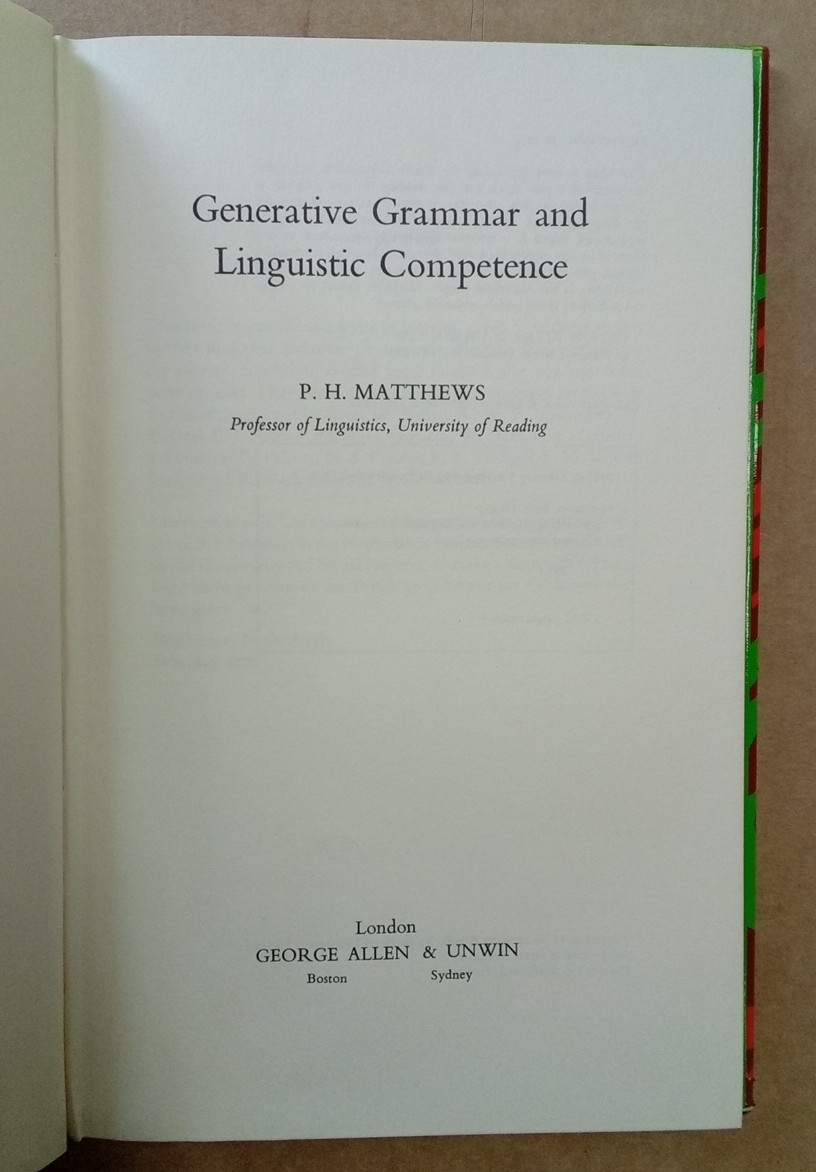 Generative Grammar and
Linguistic Competence
P. H. MATTHEWS
Professor of Linguistics, University of Reading
London
GEORGE ALLEN & UNWIN
Boston Sydney